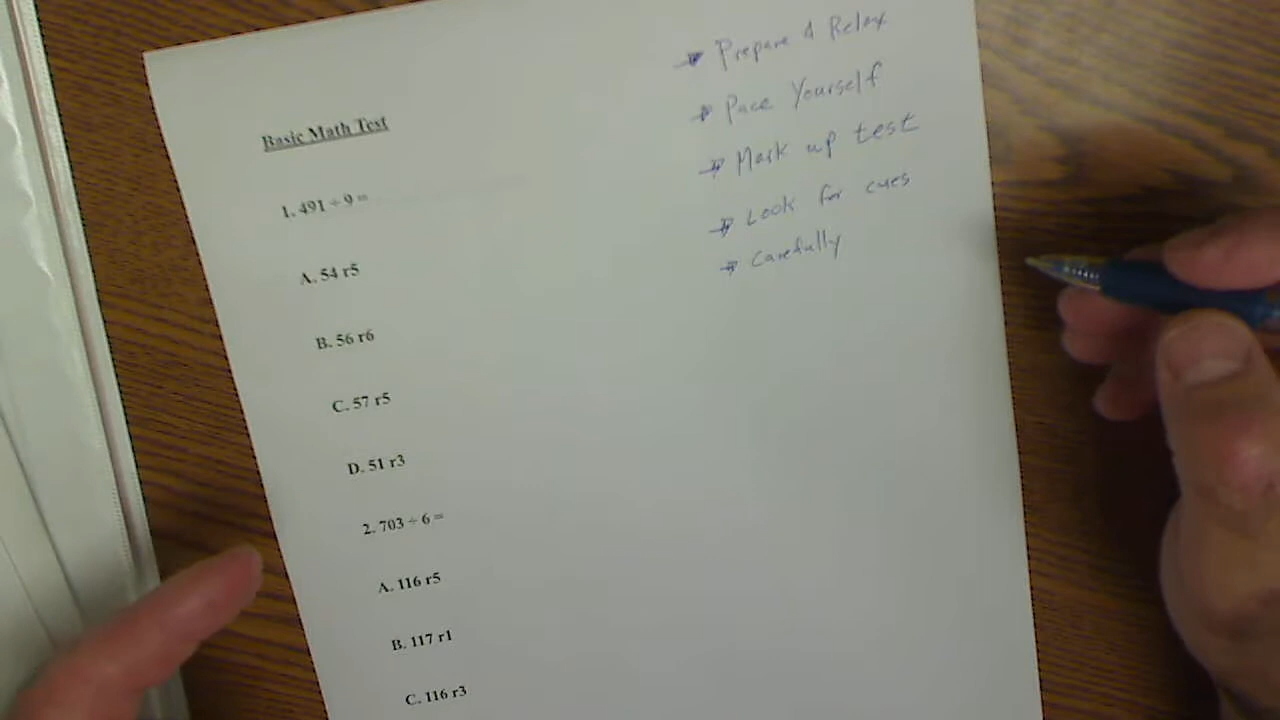 Basic Math Test
1. 491 ÷ 9 =
A. 54 r5
B. 56 r6
C. 57 r5
D. 51 r3
2. 703 ÷ 6 =
A. 116 r5
B. 117 r1
C. 116 r3
→ Prepare & Relax
→ Pace Yourself
→ Mark up test
→ Look for cues
→ Carefully